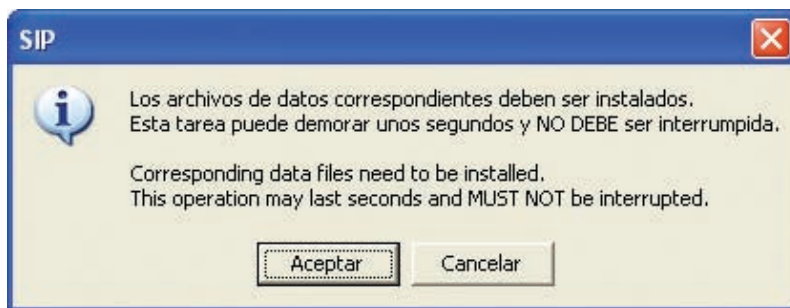 SIP
Los archivos de datos correspondientes deben ser instalados.
Esta tarea puede demorar unos segundos y NO DEBE ser interrumpida.
Corresponding data files need to be installed.
This operation may last seconds and MUST NOT be interrupted.
Aceptar
Cancelar